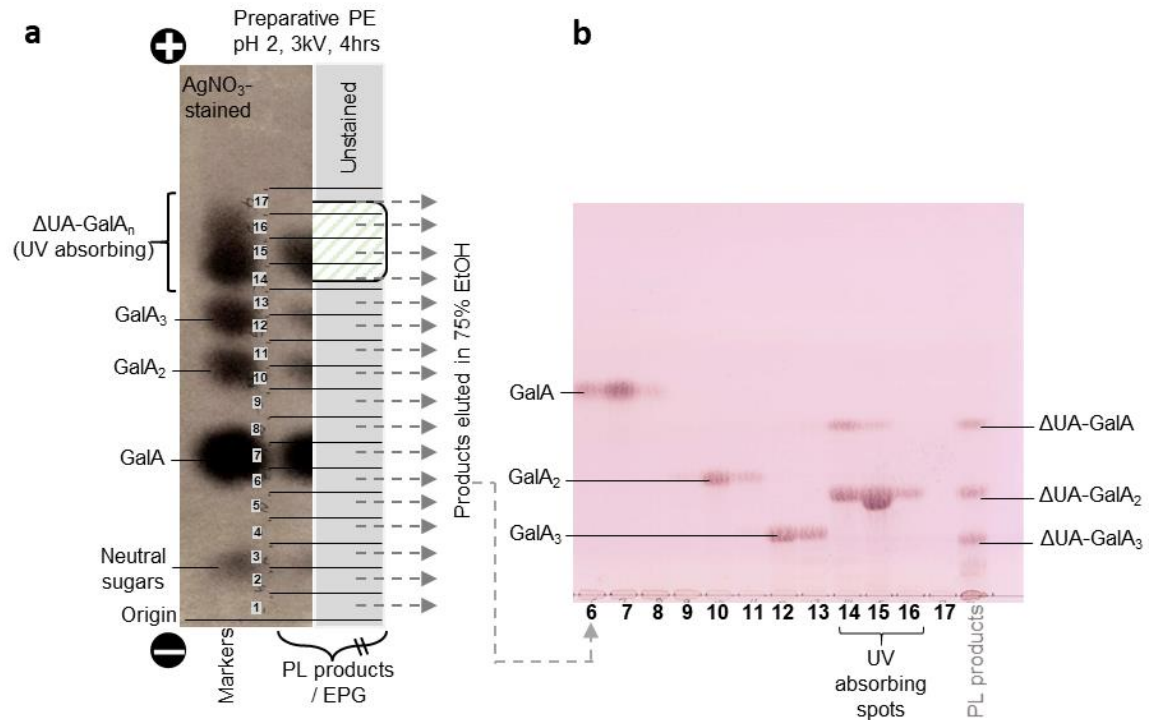 a
Preparative PE
pH 2, 3kV, 4hrs
+
AgNO₃-
stained
Unstained
ΔUA-GalAₙ
(UV absorbing)
GalA₃
GalA₂
GalA
Neutral
sugars
Origin
17
16
15
14
13
12
11
10
9
8
7
6
5
4
3
2
1
−
Markers
PL products
/ EPG
Products eluted in 75% EtOH
b
GalA
GalA₂
GalA₃
ΔUA-GalA
ΔUA-GalA₂
ΔUA-GalA₃
6 7 8 9 10 11 12 13 14 15 16 17
UV
absorbing
spots
PL products